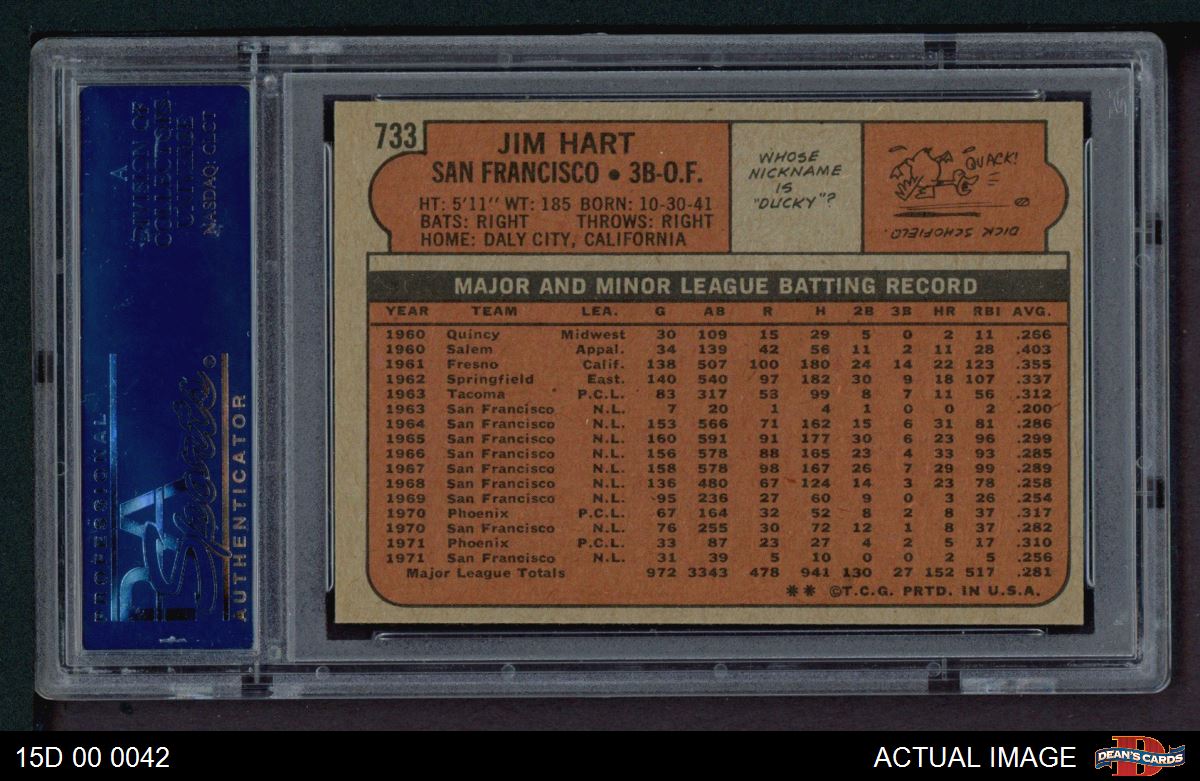 A
DIVISION OF
COLLECTORS
UNIVERSE
NASDAQ: CLCT
PROFESSIONAL
PSA
Sports
AUTHENTICATOR
733
JIM HART
SAN FRANCISCO • 3B-O.F.
HT: 5'11" WT: 185 BORN: 10-30-41
BATS: RIGHT THROWS: RIGHT
HOME: DALY CITY, CALIFORNIA
WHOSE
NICKNAME
IS
"DUCKY"?
QUACK!
DICK SCHOFIELD.
MAJOR AND MINOR LEAGUE BATTING RECORD
YEAR TEAM LEA. G AB R H 2B 3B HR RBI AVG.
1960 Quincy Midwest 30 109 15 29 5 0 2 11 .266
1960 Salem Appal. 34 139 42 56 11 2 11 28 .403
1961 Fresno Calif. 138 507 100 180 24 14 22 123 .355
1962 Springfield East. 140 540 97 182 30 9 18 107 .337
1963 Tacoma P.C.L. 83 317 53 99 8 7 11 56 .312
1963 San Francisco N.L. 7 20 1 4 1 0 0 2 .200
1964 San Francisco N.L. 153 566 71 162 15 6 31 81 .286
1965 San Francisco N.L. 160 591 91 177 30 6 23 96 .299
1966 San Francisco N.L. 156 578 88 165 23 4 33 93 .285
1967 San Francisco N.L. 158 578 98 167 26 7 29 99 .289
1968 San Francisco N.L. 136 480 67 124 14 3 23 78 .258
1969 San Francisco N.L. 95 236 27 60 9 0 3 26 .254
1970 Phoenix P.C.L. 67 164 32 52 8 2 8 37 .317
1970 San Francisco N.L. 76 255 30 72 12 1 8 37 .282
1971 Phoenix P.C.L. 33 87 23 27 4 2 5 17 .310
1971 San Francisco N.L. 31 39 5 10 0 0 2 5 .256
Major League Totals 972 3343 478 941 130 27 152 517 .281
** ©T.C.G. PRTD. IN U.S.A.
15D 00 0042
ACTUAL IMAGE
DEAN'S CARDS